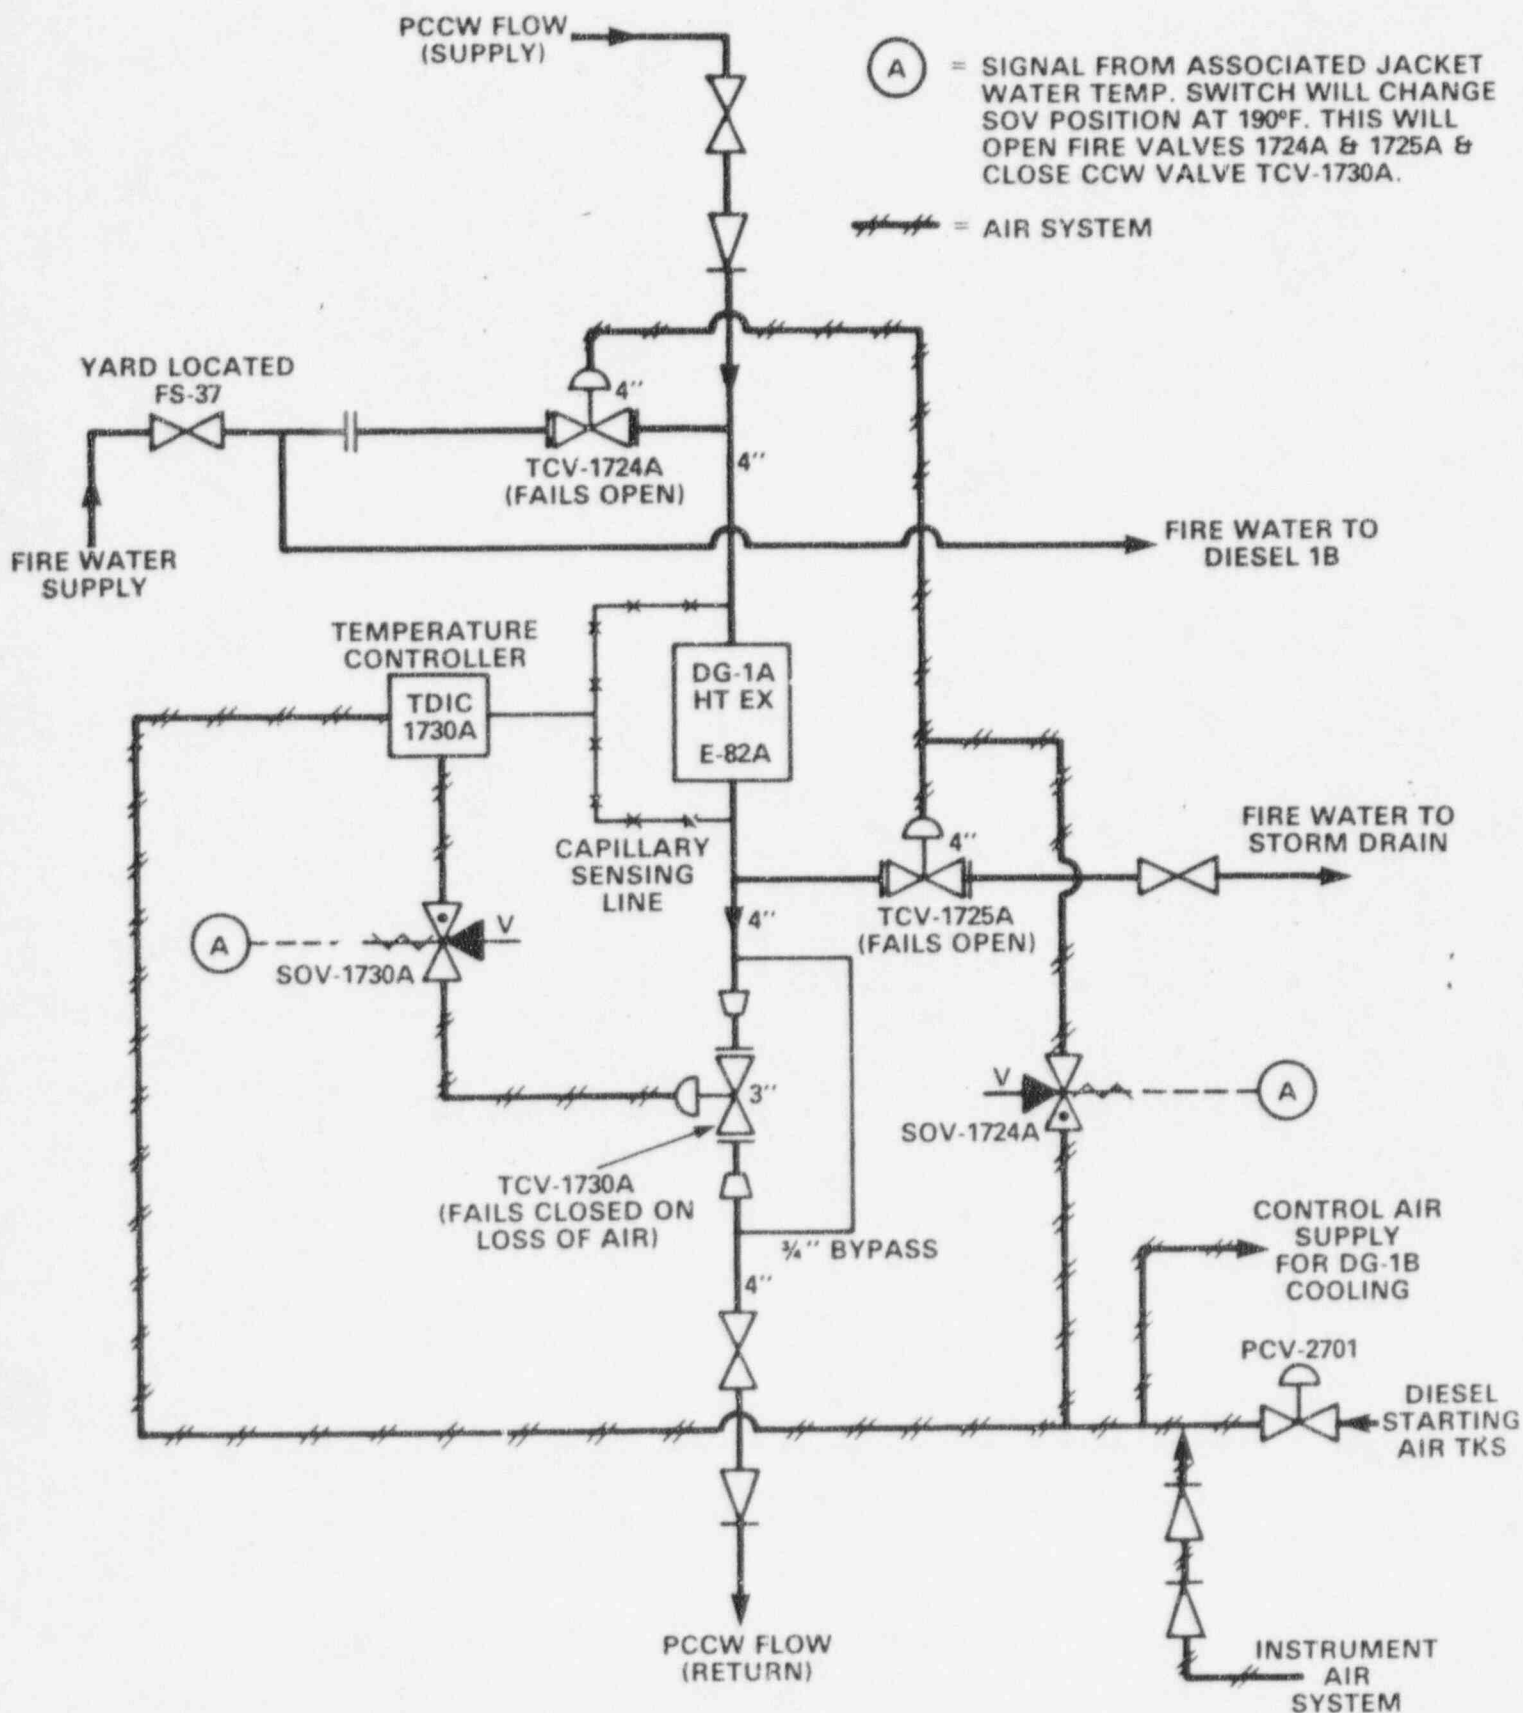 PCCW FLOW
(SUPPLY)
A
= SIGNAL FROM ASSOCIATED JACKET
WATER TEMP. SWITCH WILL CHANGE
SOV POSITION AT 190°F. THIS WILL
OPEN FIRE VALVES 1724A & 1725A &
CLOSE CCW VALVE TCV-1730A.
= AIR SYSTEM
YARD LOCATED
FS-37
4"
TCV-1724A
(FAILS OPEN)
4"
FIRE WATER
SUPPLY
FIRE WATER TO
DIESEL 1B
TEMPERATURE
CONTROLLER
TDIC
1730A
DG-1A
HT EX
E-82A
CAPILLARY
SENSING
LINE
4"
TCV-1725A
(FAILS OPEN)
FIRE WATER TO
STORM DRAIN
4"
A
V
SOV-1730A
3"
TCV-1730A
(FAILS CLOSED ON
LOSS OF AIR)
¾" BYPASS
4"
V
SOV-1724A
A
CONTROL AIR
SUPPLY
FOR DG-1B
COOLING
PCV-2701
DIESEL
STARTING
AIR TKS
PCCW FLOW
(RETURN)
INSTRUMENT
AIR
SYSTEM